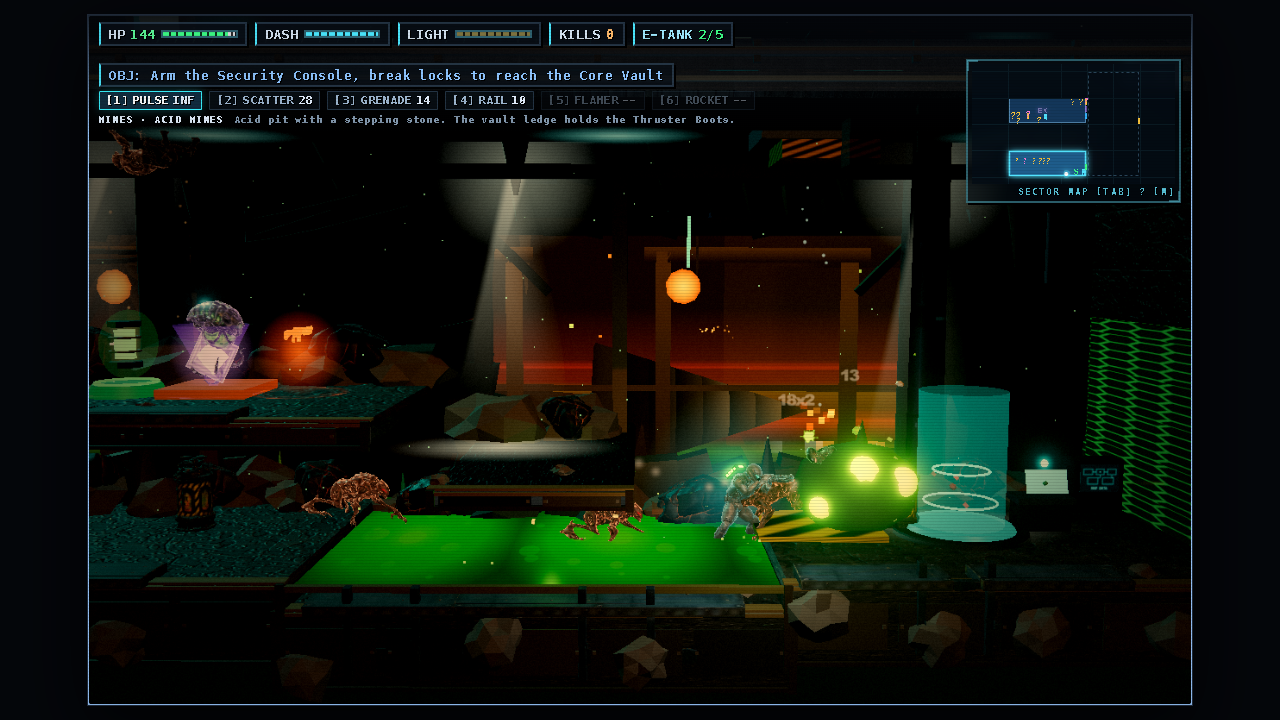 HP 144 DASH LIGHT KILLS 0 E-TANK 2/5
OBJ: Arm the Security Console, break locks to reach the Core Vault
[1] PULSE INF [2] SCATTER 28 [3] GRENADE 14 [4] RAIL 10 [5] FLAMER -- [6] ROCKET --
MINES · ACID MINES Acid pit with a stepping stone. The vault ledge holds the Thruster Boots.
? ?
EX
?? ? ?
? ? ???
S
SECTOR MAP [TAB] ? [M]
13
18x2